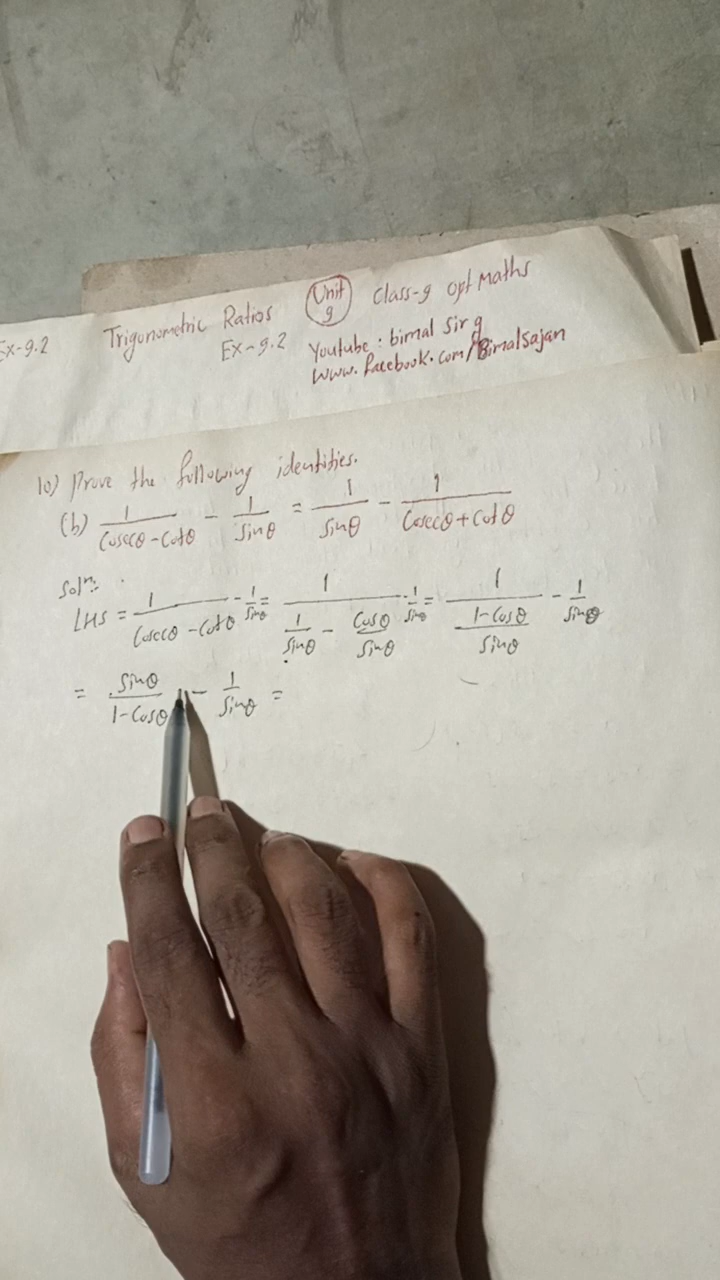 Ex-9.2 Trigonometric Ratios Unit 9 Class-9 opt Maths
Ex-9.2 Youtube : bimal Sir g
www.facebook.com/Bimalsajan
10) Prove the following identities.
(b) 1/(Cosecθ - Cotθ) - 1/Sinθ = 1/Sinθ - 1/(Cosecθ + Cotθ)
Soln:
LHS = 1/(Cosecθ - Cotθ) - 1/Sinθ = 1/(1/Sinθ - Cosθ/Sinθ) - 1/Sinθ = 1/((1-Cosθ)/Sinθ) - 1/Sinθ
= Sinθ/(1-Cosθ) - 1/Sinθ =